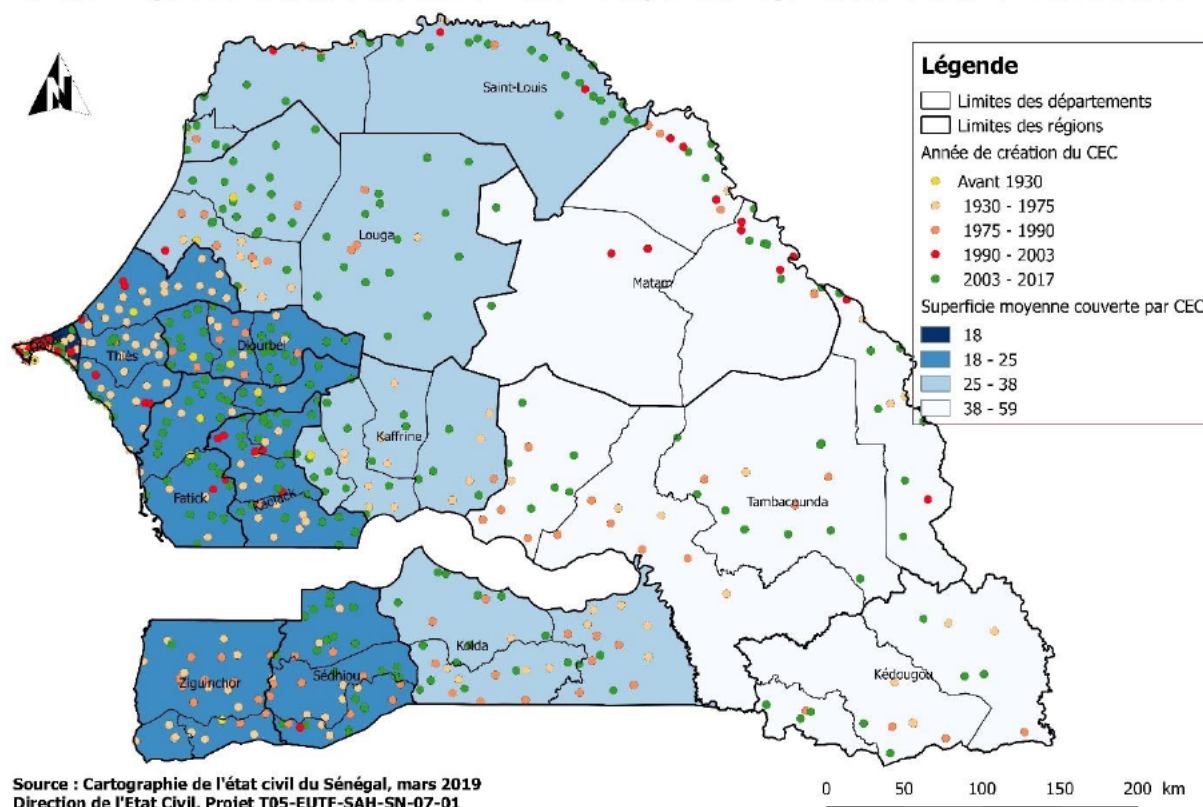 N
Saint-Louis
Louga
Matam
Thiès
Diourbel
Kaffrine
Fatick
Kaolack
Tambacounda
Kolda
Sédhiou
Ziguinchor
Kédougou
Légende
Limites des départements
Limites des régions
Année de création du CEC
Avant 1930
1930 - 1975
1975 - 1990
1990 - 2003
2003 - 2017
Superficie moyenne couverte par CEC
18
18 - 25
25 - 38
38 - 59
Source : Cartographie de l'état civil du Sénégal, mars 2019
Direction de l'Etat Civil. Projet T05-EUTF-SAH-SN-07-01
0 50 100 150 200 km